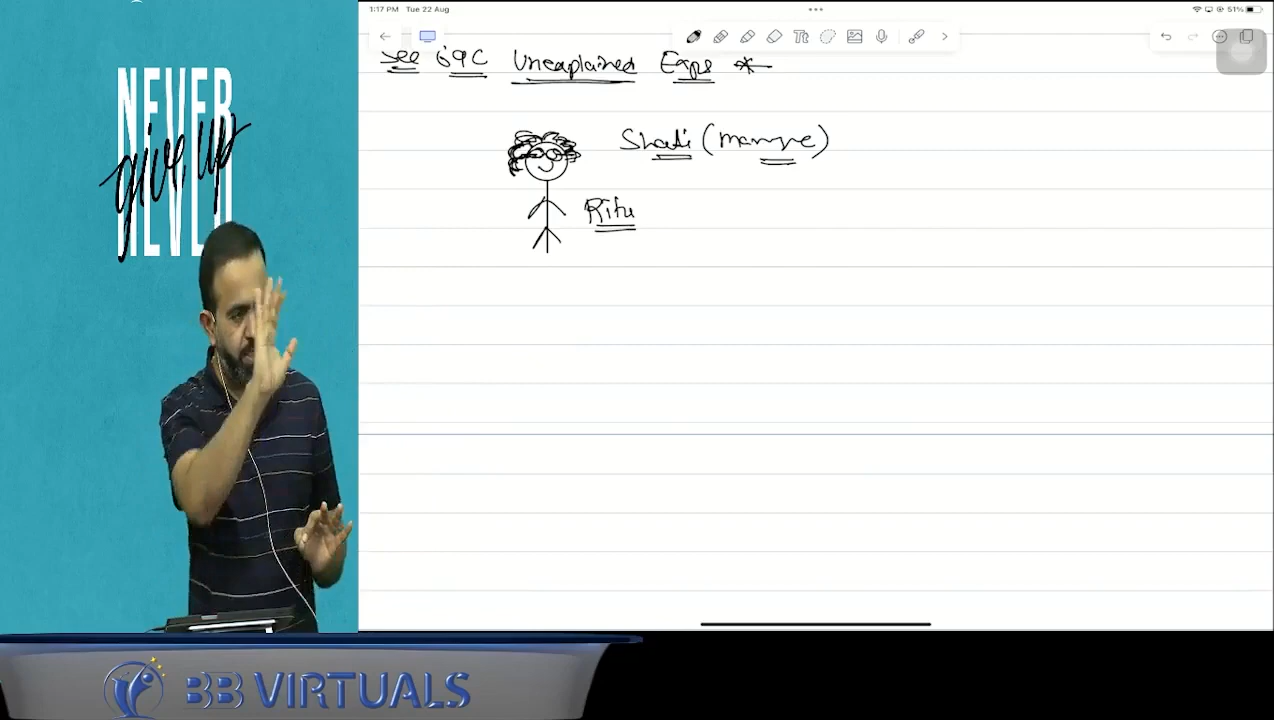 1:17 PM Tue 22 Aug
51%
NEVER
give up
NEVER
See 69C Unexplained Exps *
Shadi (Marriage)
Ritu
BB VIRTUALS